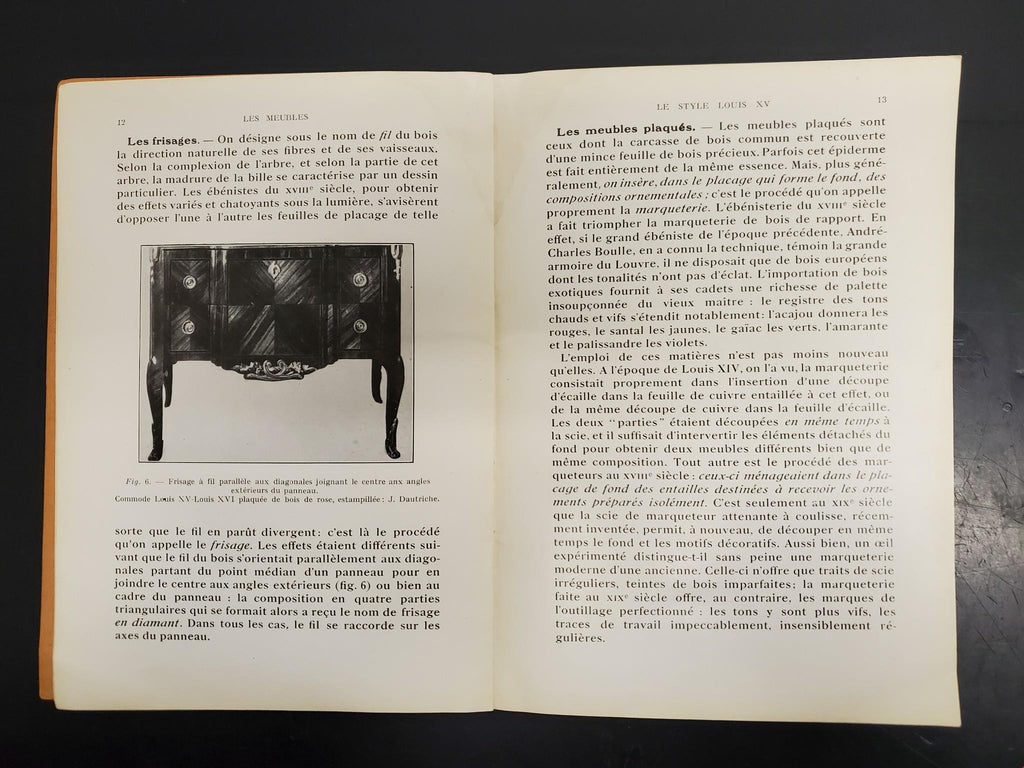 12
LES MEUBLES
Les frisages. — On désigne sous le nom de fil du bois
la direction naturelle de ses fibres et de ses vaisseaux.
Selon la complexion de l'arbre, et selon la partie de cet
arbre, la madrure de la bille se caractérise par un dessin
particulier. Les ébénistes du XVIIIe siècle, pour obtenir
des effets variés et chatoyants sous la lumière, s'avisèrent
d'opposer l'une à l'autre les feuilles de placage de telle
Fig. 6. — Frisage à fil parallèle aux diagonales joignant le centre anx angles
extérieurs du panneau.
Commode Louis XV-Louis XVI plaquée de bois de rose, estampillée : J. Dautriche.
sorte que le fil en parût divergent: c'est là le procédé
qu'on appelle le frisage. Les effets étaient différents sui-
vant que le fil du bois s'orientait parallèlement aux diago-
nales partant du point médian d'un panneau pour en
joindre le centre aux angles extérieurs (fig. 6) ou bien au
cadre du panneau : la composition en quatre parties
triangulaires qui se formait alors a reçu le nom de frisage
en diamant. Dans tous les cas, le fil se raccorde sur les
axes du panneau.
LE STYLE LOUIS XV
13
Les meubles plaqués. — Les meubles plaqués sont
ceux dont la carcasse de bois commun est recouverte
d'une mince feuille de bois précieux. Parfois cet épiderme
est fait entièrement de la même essence. Mais, plus géné-
ralement, on insère, dans le placage qui forme le fond, des
compositions ornementales ; c'est le procédé qu'on appelle
proprement la marqueterie. L'ébénisterie du XVIIIe siècle
a fait triompher la marqueterie de bois de rapport. En
effet, si le grand ébéniste de l'époque précédente, André-
Charles Boulle, en a connu la technique, témoin la grande
armoire du Louvre, il ne disposait que de bois européens
dont les tonalités n'ont pas d'éclat. L'importation de bois
exotiques fournit à ses cadets une richesse de palette
insoupçonnée du vieux maitre : le registre des tons
chauds et vifs s'étendit notablement: l'acajou donnera les
rouges, le santal les jaunes, le gaïac les verts, l'amarante
et le palissandre les violets.
L'emploi de ces matières n'est pas moins nouveau
qu'elles. A l'époque de Louis XIV, on l'a vu, la marqueterie
consistait proprement dans l'insertion d'une découpe
d'écaille dans la feuille de cuivre entaillée à cet effet, ou
de la même découpe de cuivre dans la feuille d'écaille.
Les deux "parties" étaient découpées en même temps à
la scie, et il suffisait d'intervertir les éléments détachés du
fond pour obtenir deux meubles différents bien que de
même composition. Tout autre est le procédé des mar-
queteurs au XVIIIe siècle : ceux-ci ménageaient dans le pla-
cage de fond des entailles destinées à recevoir les orne-
ments préparés isolément. C'est seulement au XIXe siècle
que la scie de marqueteur attenante à coulisse, récem-
ment inventée, permit, à nouveau, de découper en même
temps le fond et les motifs décoratifs. Aussi bien, un œil
expérimenté distingue-t-il sans peine une marqueterie
moderne d'une ancienne. Celle-ci n'offre que traits de scie
irréguliers, teintes de bois imparfaites; la marqueterie
faite au XIXe siècle offre, au contraire, les marques de
l'outillage perfectionné : les tons y sont plus vifs, les
traces de travail impeccablement, insensiblement ré-
gulières.